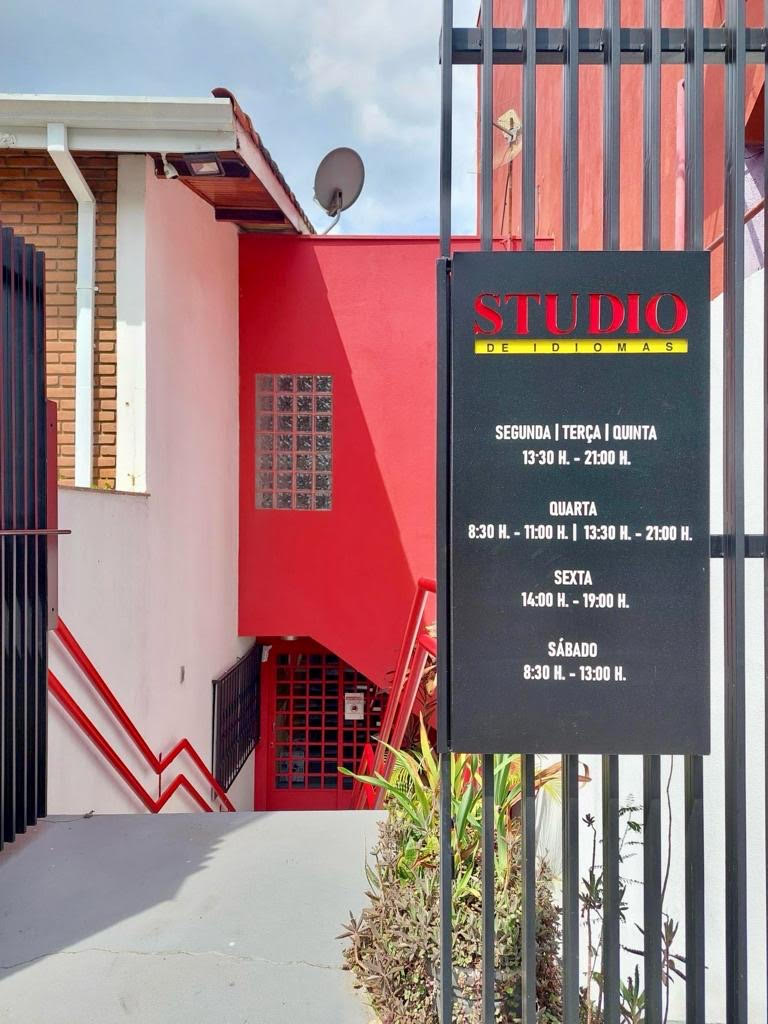 STUDIO
DE IDIOMAS
SEGUNDA | TERÇA | QUINTA
13:30 H. - 21:00 H.
QUARTA
8:30 H. - 11:00 H. | 13:30 H. - 21:00 H.
SEXTA
14:00 H. - 19:00 H.
SÁBADO
8:30 H. - 13:00 H.